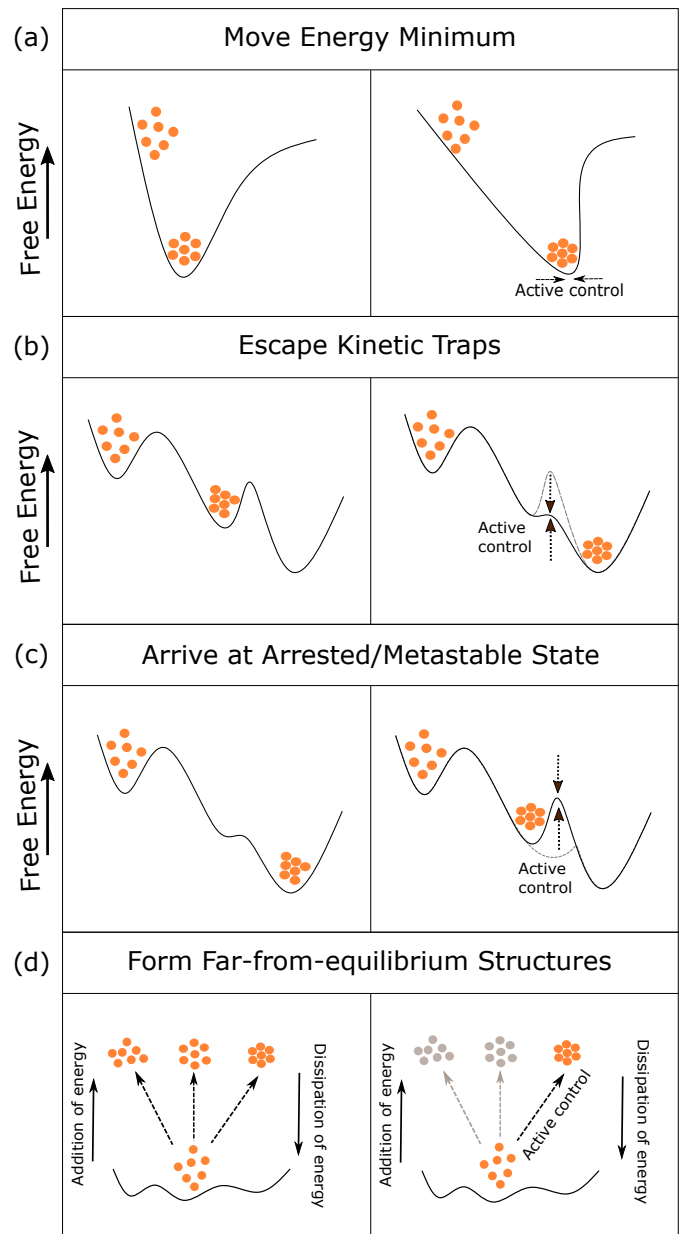 (a)
Move Energy Minimum
Free Energy
Active control
(b)
Escape Kinetic Traps
Free Energy
Active
control
(c)
Arrive at Arrested/Metastable State
Free Energy
Active
control
(d)
Form Far-from-equilibrium Structures
Addition of energy
Dissipation of energy
Addition of energy
Active control
Dissipation of energy